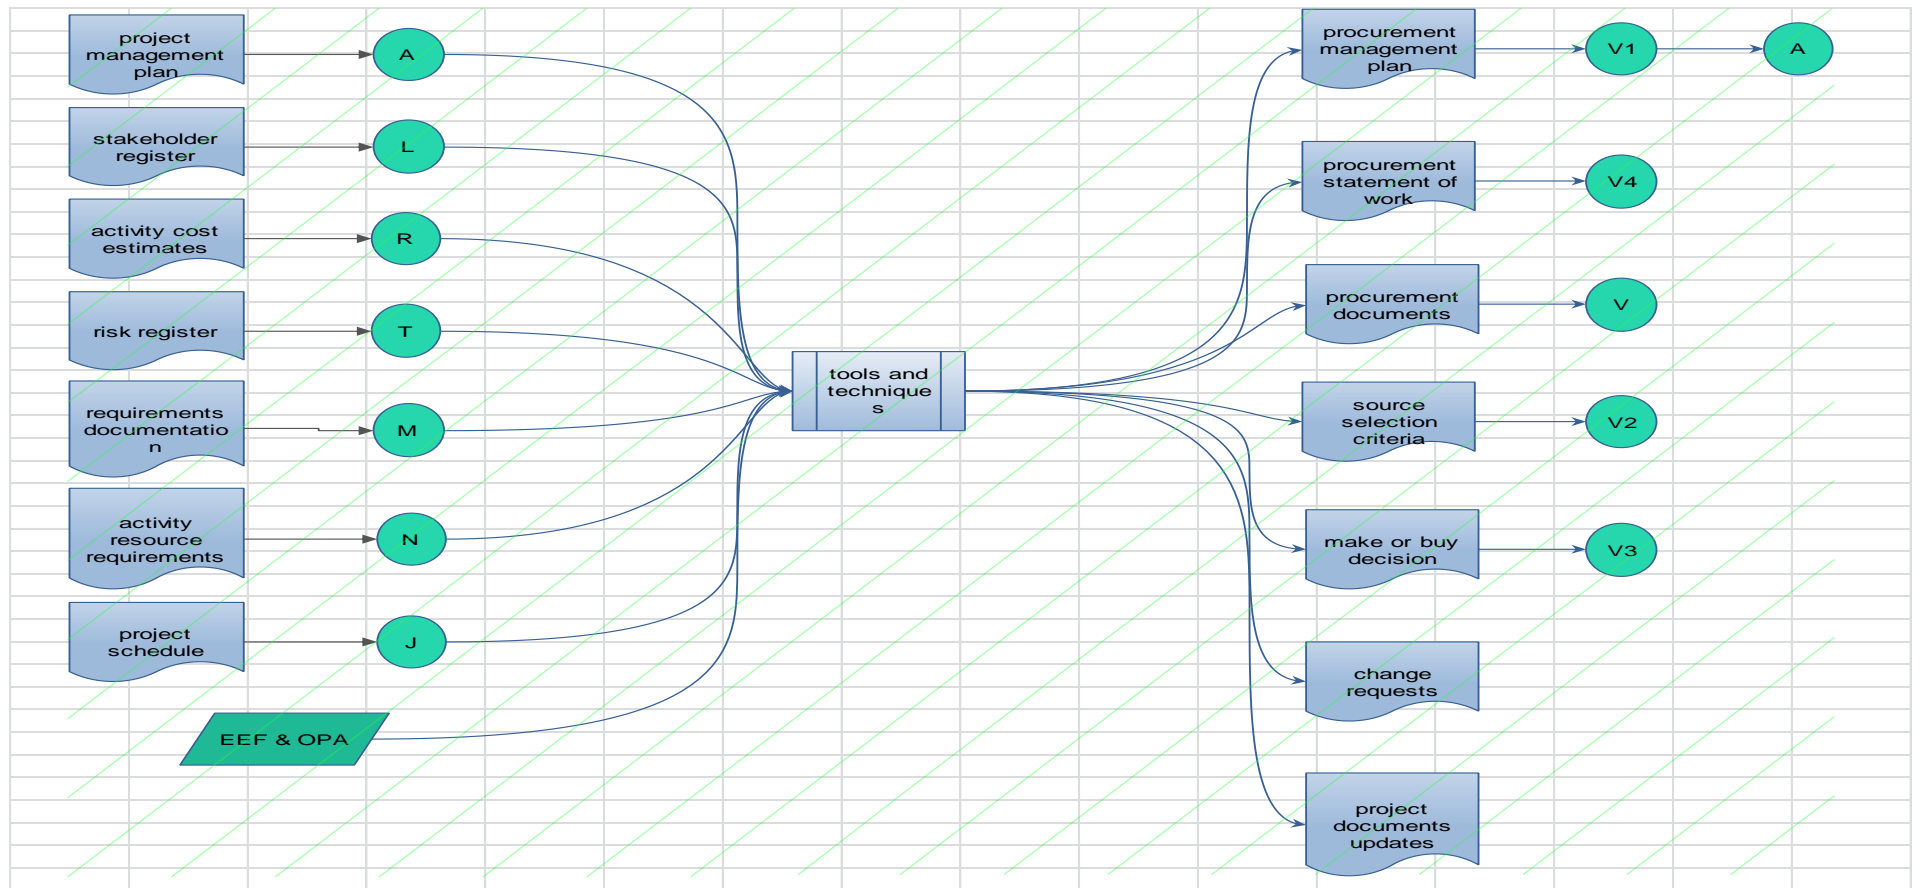 project
management
plan
A
stakeholder
register
L
activity cost
estimates
R
risk register
T
requirements
documentatio
n
M
activity
resource
requirements
N
project
schedule
J
EEF & OPA
tools and
technique
s
procurement
management
plan
V1
A
procurement
statement of
work
V4
procurement
documents
V
source
selection
criteria
V2
make or buy
decision
V3
change
requests
project
documents
updates